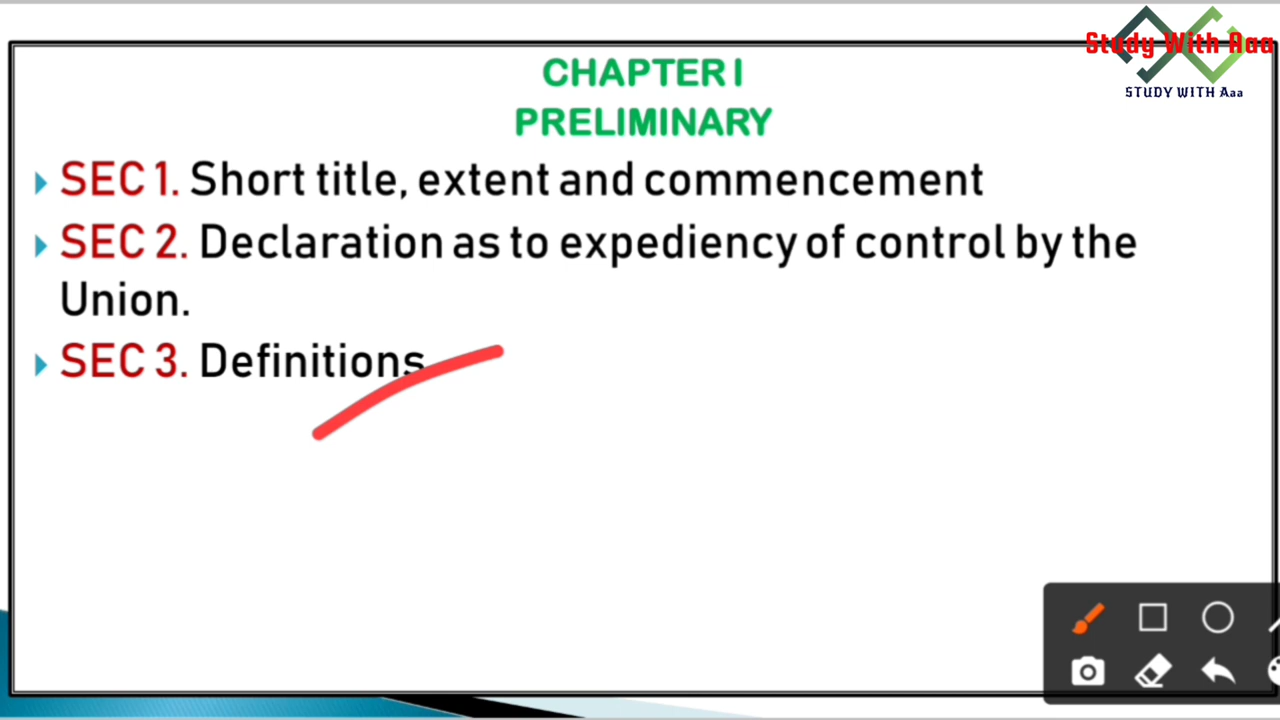 Study With Aaa
STUDY WITH Aaa
CHAPTER I
PRELIMINARY
SEC 1. Short title, extent and commencement
SEC 2. Declaration as to expediency of control by the
Union.
SEC 3. Definitions